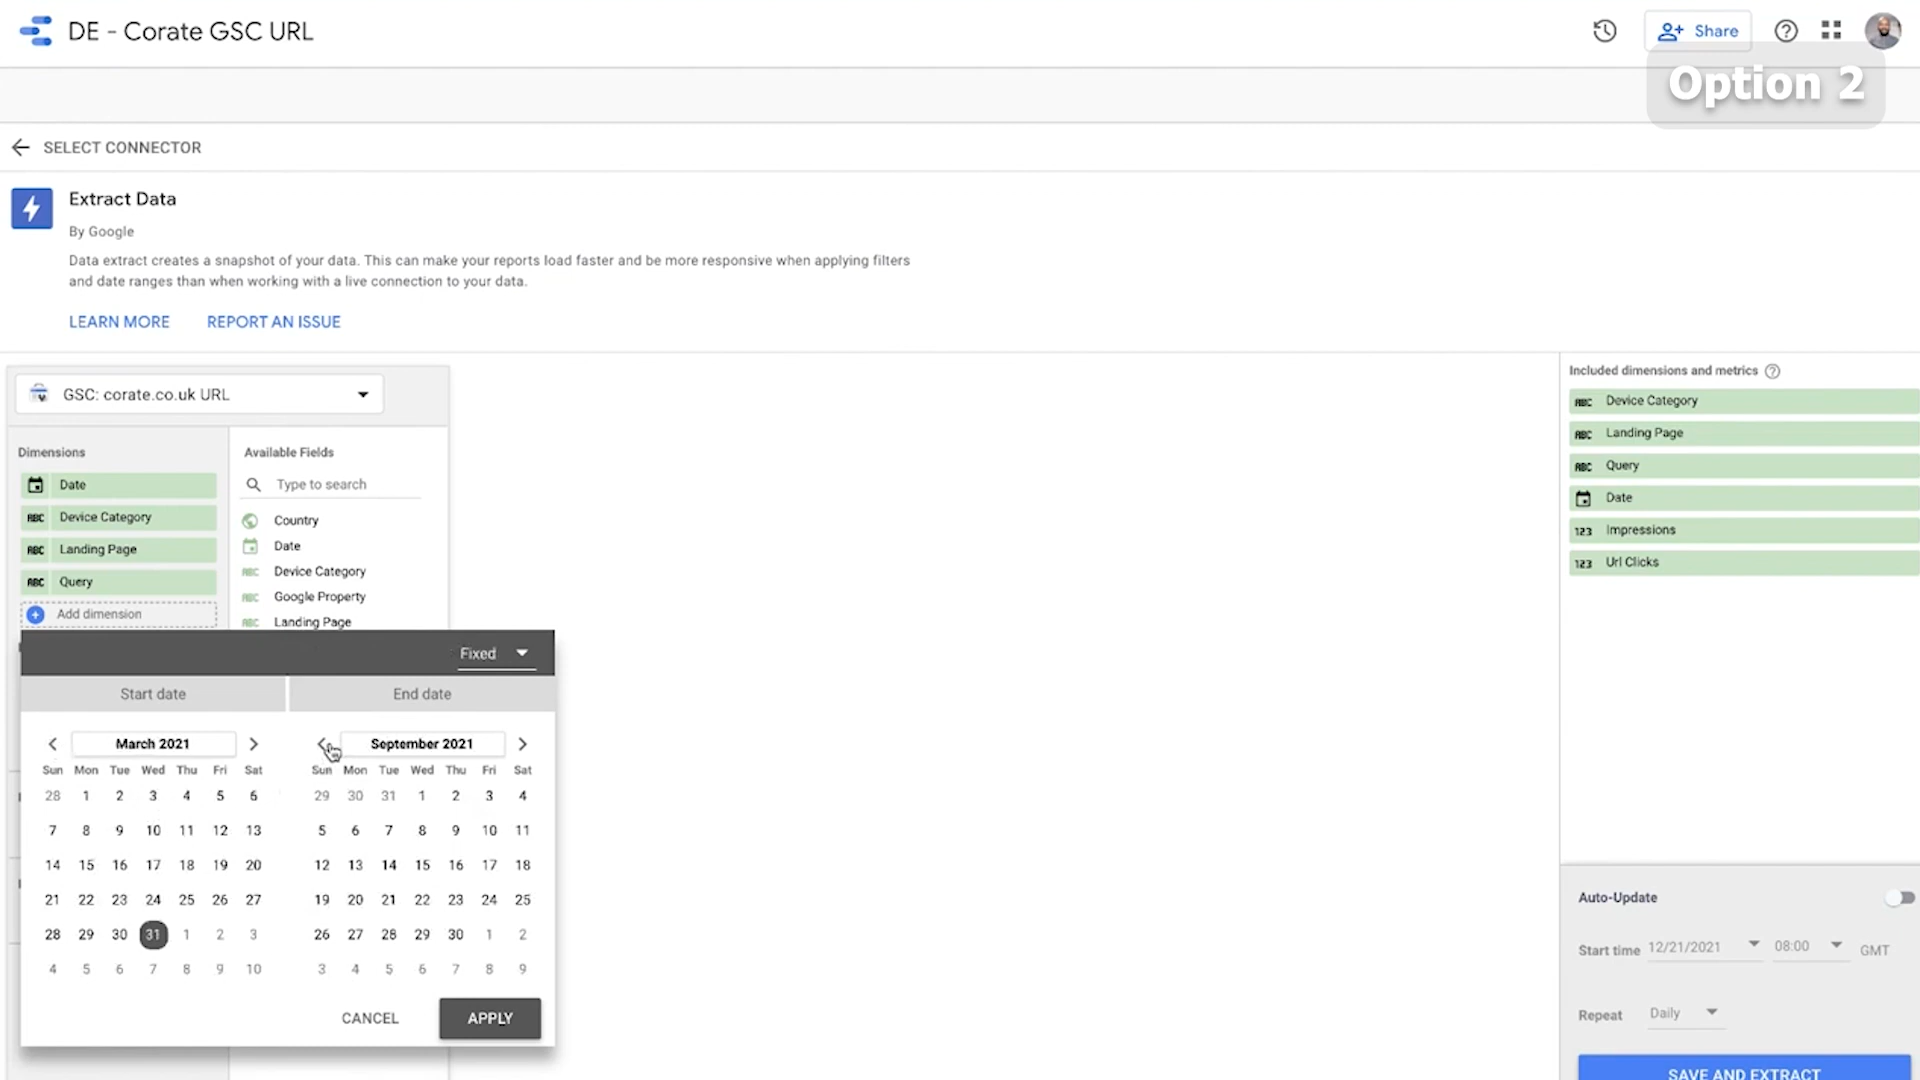 DE - Corate GSC URL
Share
Option 2
SELECT CONNECTOR
Extract Data
By Google
Data extract creates a snapshot of your data. This can make your reports load faster and be more responsive when applying filters
and date ranges than when working with a live connection to your data.
LEARN MORE REPORT AN ISSUE
GSC: corate.co.uk URL
Dimensions
Date
ABC Device Category
ABC Landing Page
ABC Query
Add dimension
Available Fields
Type to search
Country
Date
ABC Device Category
ABC Google Property
ABC Landing Page
Fixed
Start date End date
March 2021
Sun Mon Tue Wed Thu Fri Sat
28 1 2 3 4 5 6
7 8 9 10 11 12 13
14 15 16 17 18 19 20
21 22 23 24 25 26 27
28 29 30 31 1 2 3
4 5 6 7 8 9 10
September 2021
Sun Mon Tue Wed Thu Fri Sat
29 30 31 1 2 3 4
5 6 7 8 9 10 11
12 13 14 15 16 17 18
19 20 21 22 23 24 25
26 27 28 29 30 1 2
3 4 5 6 7 8 9
CANCEL APPLY
Included dimensions and metrics
ABC Device Category
ABC Landing Page
ABC Query
Date
123 Impressions
123 Url Clicks
Auto-Update
Start time 12/21/2021 08:00 GMT
Repeat Daily
SAVE AND EXTRACT